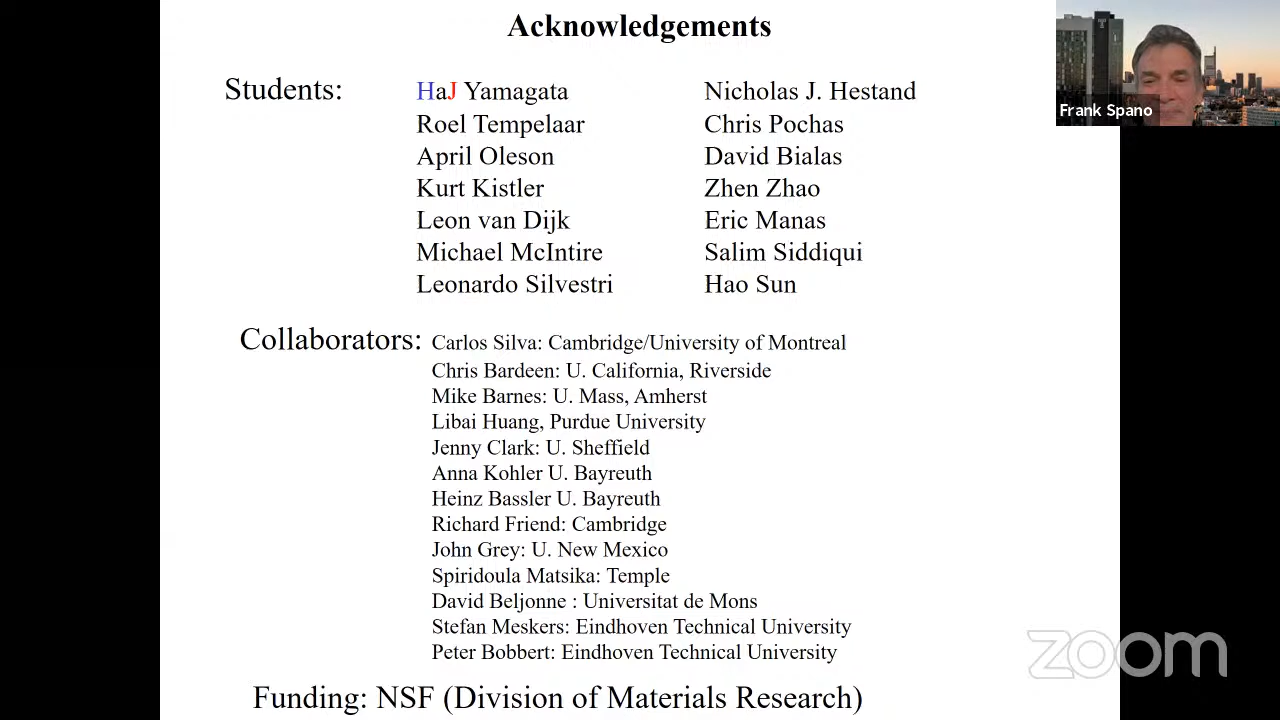 Acknowledgements
Frank Spano
Students:
HaJ Yamagata
Nicholas J. Hestand
Roel Tempelaar
Chris Pochas
April Oleson
David Bialas
Kurt Kistler
Zhen Zhao
Leon van Dijk
Eric Manas
Michael McIntire
Salim Siddiqui
Leonardo Silvestri
Hao Sun
Collaborators: Carlos Silva: Cambridge/University of Montreal
Chris Bardeen: U. California, Riverside
Mike Barnes: U. Mass, Amherst
Libai Huang, Purdue University
Jenny Clark: U. Sheffield
Anna Kohler U. Bayreuth
Heinz Bassler U. Bayreuth
Richard Friend: Cambridge
John Grey: U. New Mexico
Spiridoula Matsika: Temple
David Beljonne : Universitat de Mons
Stefan Meskers: Eindhoven Technical University
Peter Bobbert: Eindhoven Technical University
zoom
Funding: NSF (Division of Materials Research)